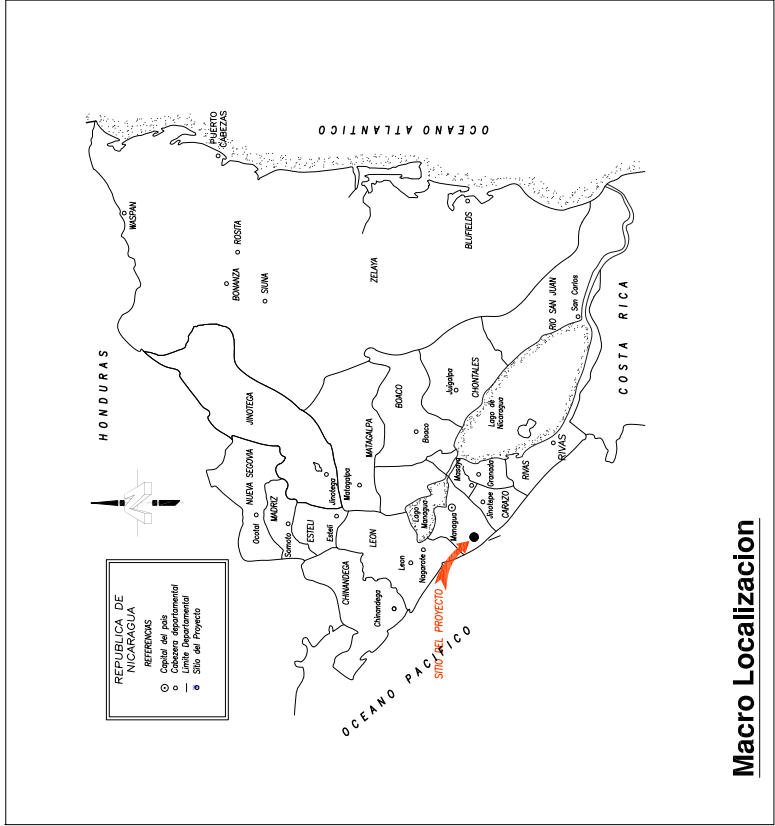 REPUBLICA DE
NICARAGUA
REFERENCIAS
Capital del pais
Cabezera departamental
Limite Departamental
Sitio del Proyecto
HONDURAS
OCEANO ATLANTICO
OCEANO PACIFICO
COSTA RICA
WASPAN
PUERTO
CABEZAS
ROSITA
BONANZA
SIUNA
ZELAYA
BLUFIELDS
JINOTEGA
NUEVA SEGOVIA
Ocotal
MADRIZ
Somoto
ESTELI
Esteli
Jinotega
Matagalpa
MATAGALPA
BOACO
Boaco
Juigalpa
CHONTALES
RIO SAN JUAN
San Carlos
Lago de
Nicaragua
LEON
Leon
Nagarote
CHINANDEGA
Chinandega
Lago
Managua
Managua
Masaya
Granada
Jinotepe
CARAZO
RIVAS
RIVAS
SITIO DEL PROYECTO
Macro Localizacion